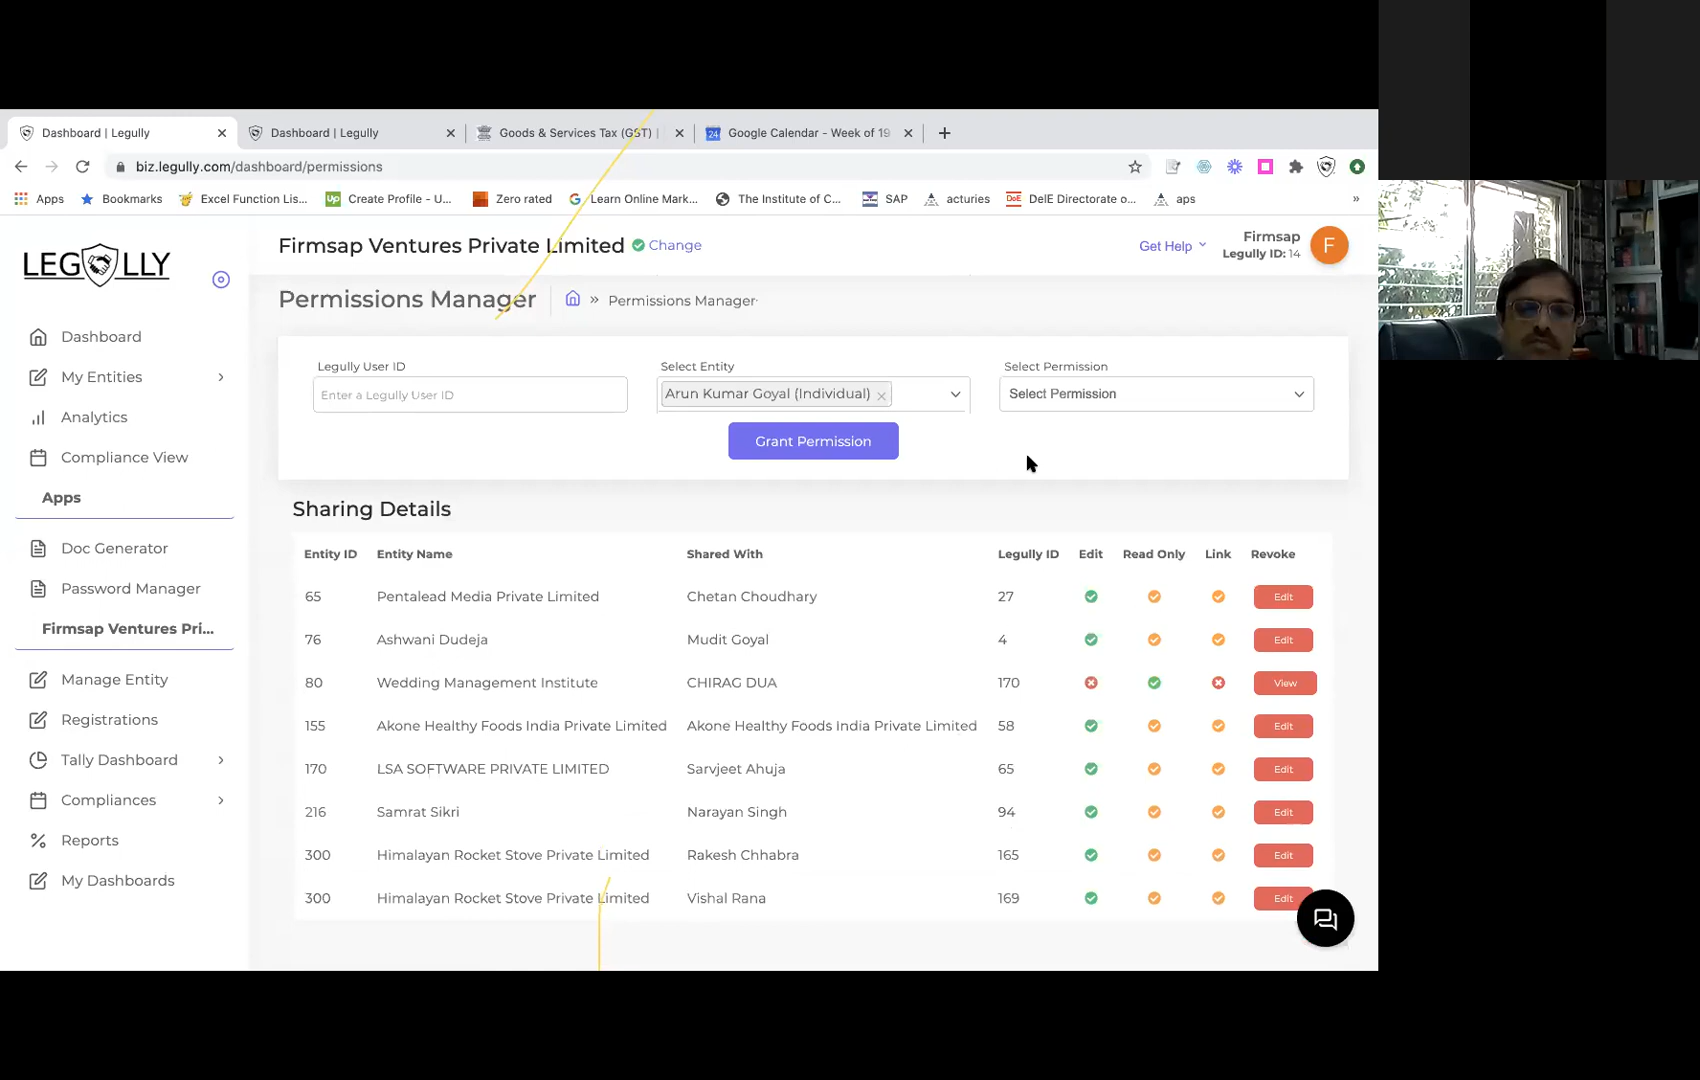 Dashboard | Legully
Dashboard | Legully
Goods & Services Tax (GST) |
Google Calendar - Week of 19
biz.legully.com/dashboard/permissions
Apps
Bookmarks
Excel Function Lis...
Create Profile - U...
Zero rated
Learn Online Mark...
The Institute of C...
SAP
acturies
DoE
DelE Directorate o...
aps
»
LEGULLY
Firmsap Ventures Private Limited
Change
Get Help
Firmsap
Legully ID: 14
F
Permissions Manager
» Permissions Manager
Dashboard
My Entities
Analytics
Compliance View
Apps
Doc Generator
Password Manager
Firmsap Ventures Pri...
Manage Entity
Registrations
Tally Dashboard
Compliances
Reports
My Dashboards
Legully User ID
Enter a Legully User ID
Select Entity
Arun Kumar Goyal (Individual) ×
Select Permission
Select Permission
Grant Permission
Sharing Details
Entity ID Entity Name Shared With Legully ID Edit Read Only Link Revoke
65 Pentalead Media Private Limited Chetan Choudhary 27 Edit
76 Ashwani Dudeja Mudit Goyal 4 Edit
80 Wedding Management Institute CHIRAG DUA 170 View
155 Akone Healthy Foods India Private Limited Akone Healthy Foods India Private Limited 58 Edit
170 LSA SOFTWARE PRIVATE LIMITED Sarvjeet Ahuja 65 Edit
216 Samrat Sikri Narayan Singh 94 Edit
300 Himalayan Rocket Stove Private Limited Rakesh Chhabra 165 Edit
300 Himalayan Rocket Stove Private Limited Vishal Rana 169 Edit